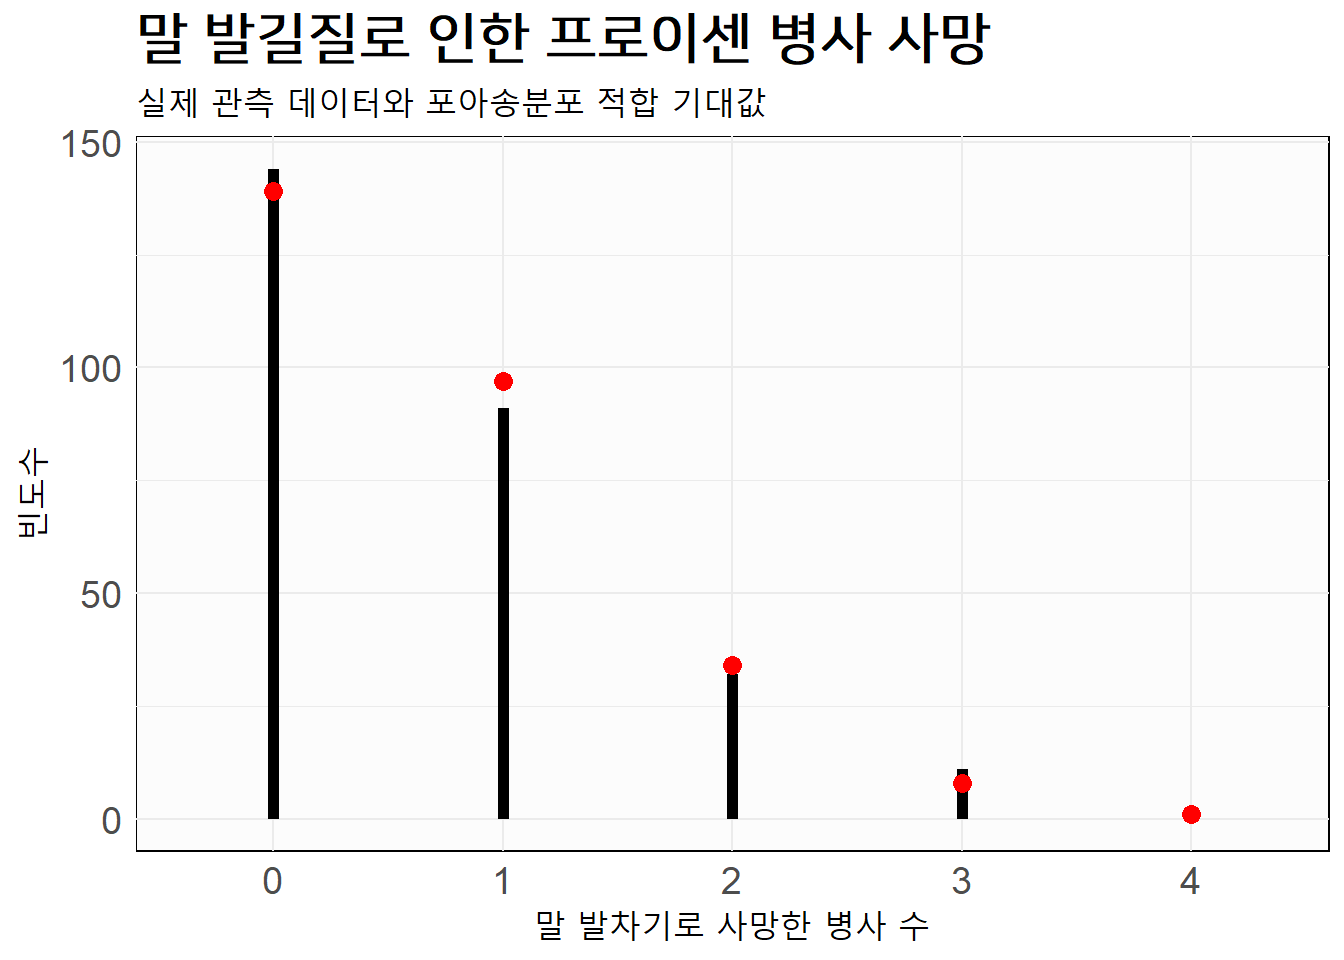 말 발길질로 인한 프로이센 병사 사망
실제 관측 데이터와 포아송분포 적합 기대값
150
100
50
0
빈도수
0 1 2 3 4
말 발차기로 사망한 병사 수